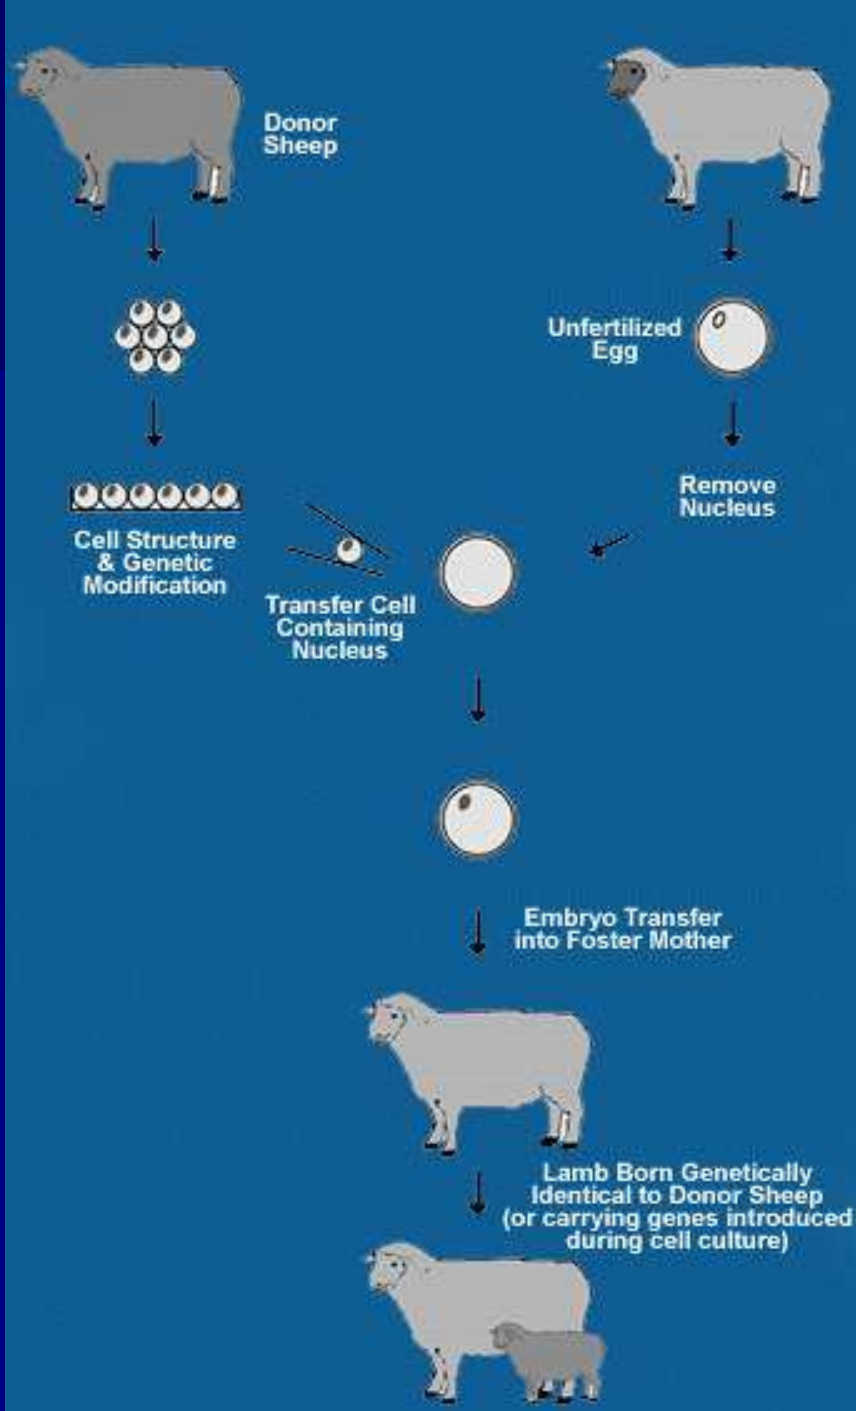 Donor
Sheep
Unfertilized
Egg
Remove
Nucleus
Cell Structure
& Genetic
Modification
Transfer Cell
Containing
Nucleus
Embryo Transfer
into Foster Mother
Lamb Born Genetically
Identical to Donor Sheep
(or carrying genes introduced
during cell culture)